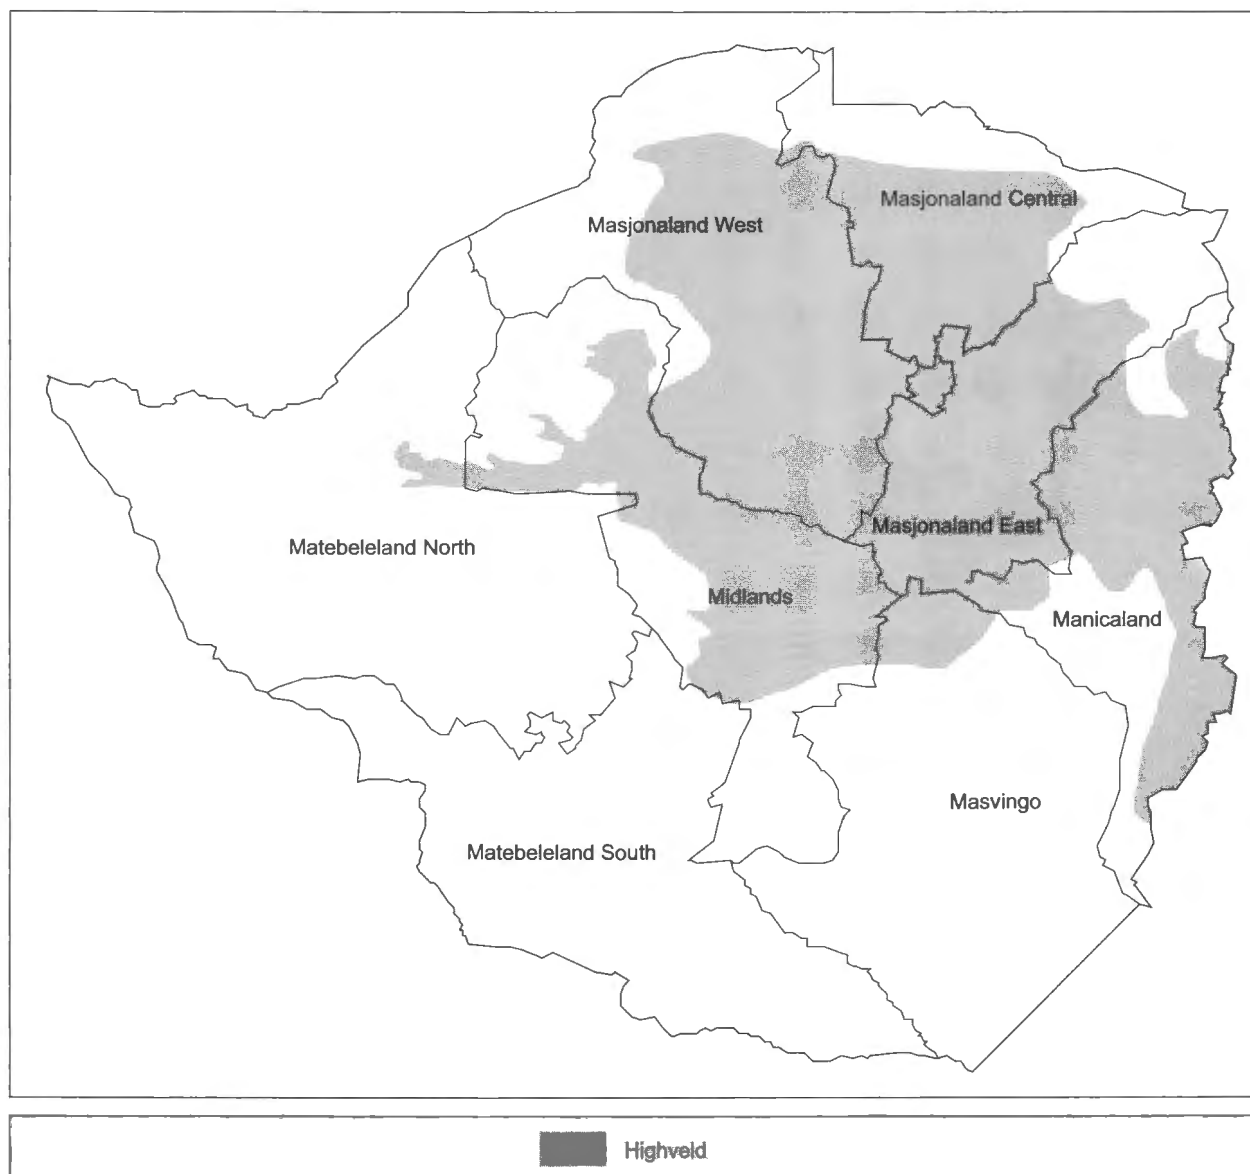 Masjonaland Central
Masjonaland West
Masjonaland East
Matebeleland North
Midlands
Manicaland
Masvingo
Matebeleland South
Highveld